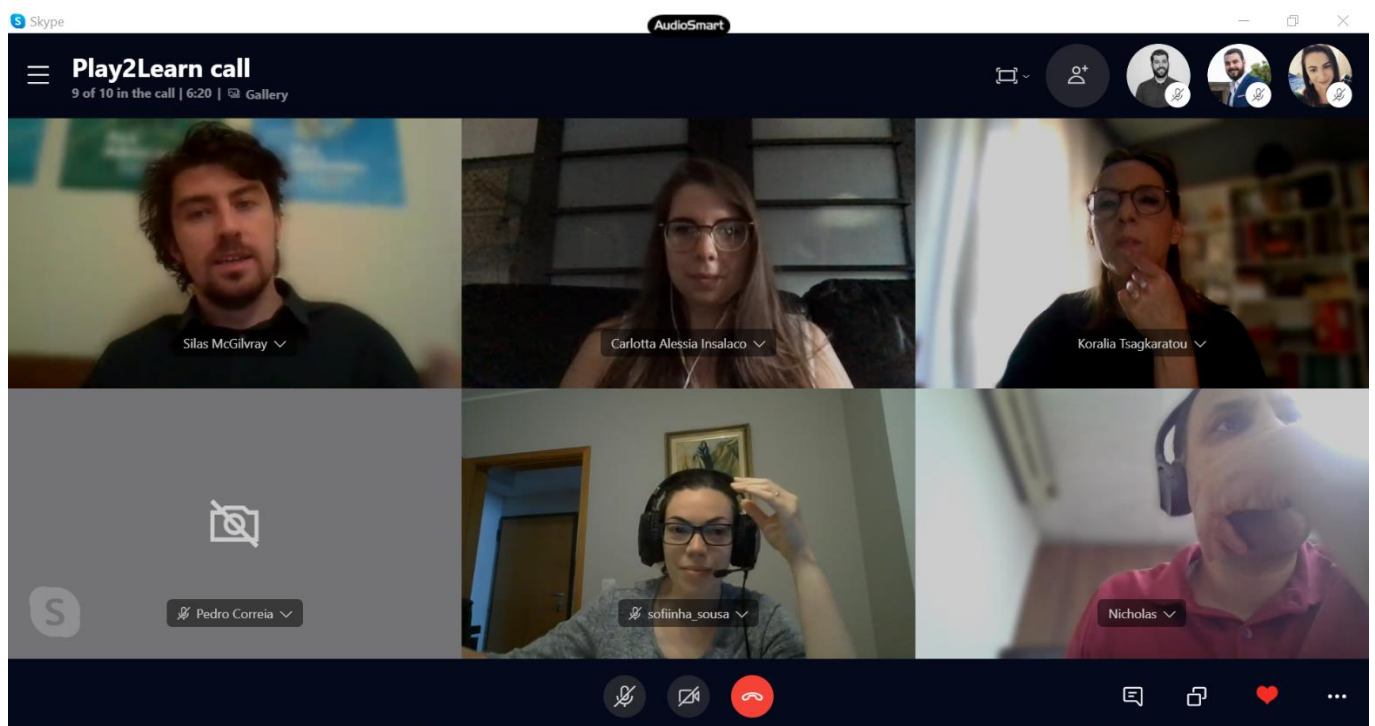 Skype
AudioSmart
Play2Learn call
9 of 10 in the call | 6:20 | Gallery
Silas McGilvray
Carlotta Alessia Insalaco
Koralia Tsagkaratou
Pedro Correia
sofiinha_sousa
Nicholas